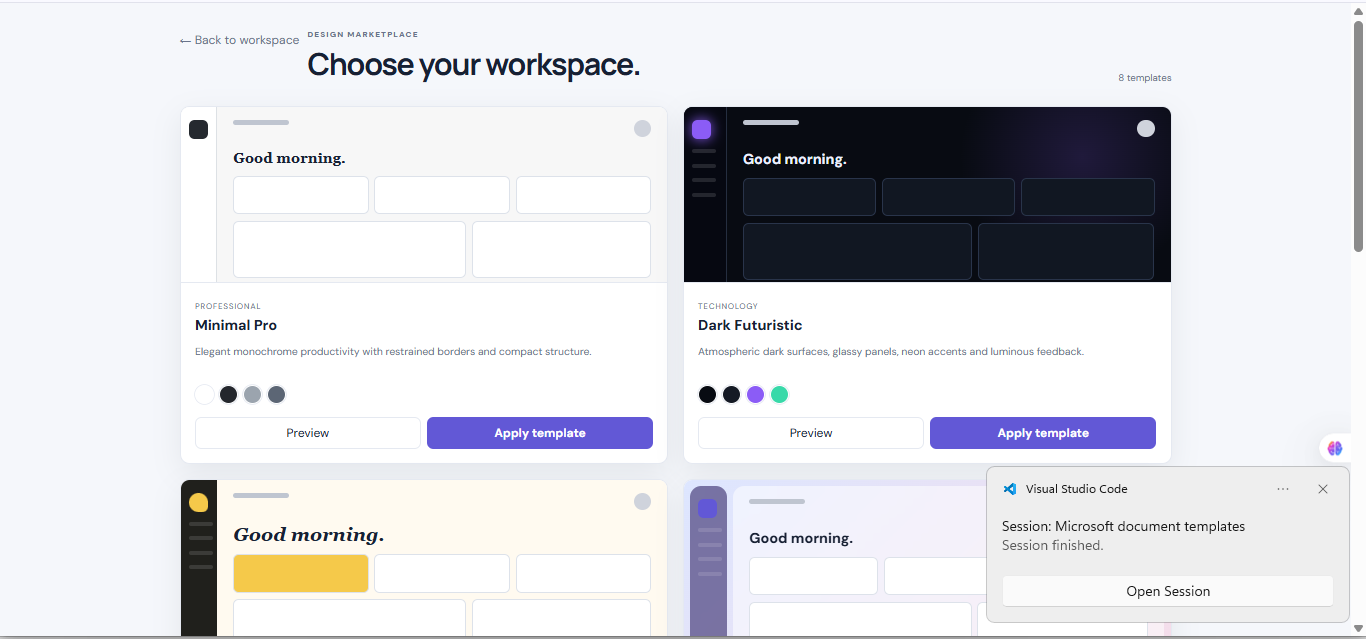 ← Back to workspace
DESIGN MARKETPLACE
Choose your workspace.
8 templates
Good morning.
Good morning.
PROFESSIONAL
Minimal Pro
Elegant monochrome productivity with restrained borders and compact structure.
Preview
Apply template
TECHNOLOGY
Dark Futuristic
Atmospheric dark surfaces, glassy panels, neon accents and luminous feedback.
Preview
Apply template
Good morning.
Good morning.
Visual Studio Code
Session: Microsoft document templates
Session finished.
Open Session